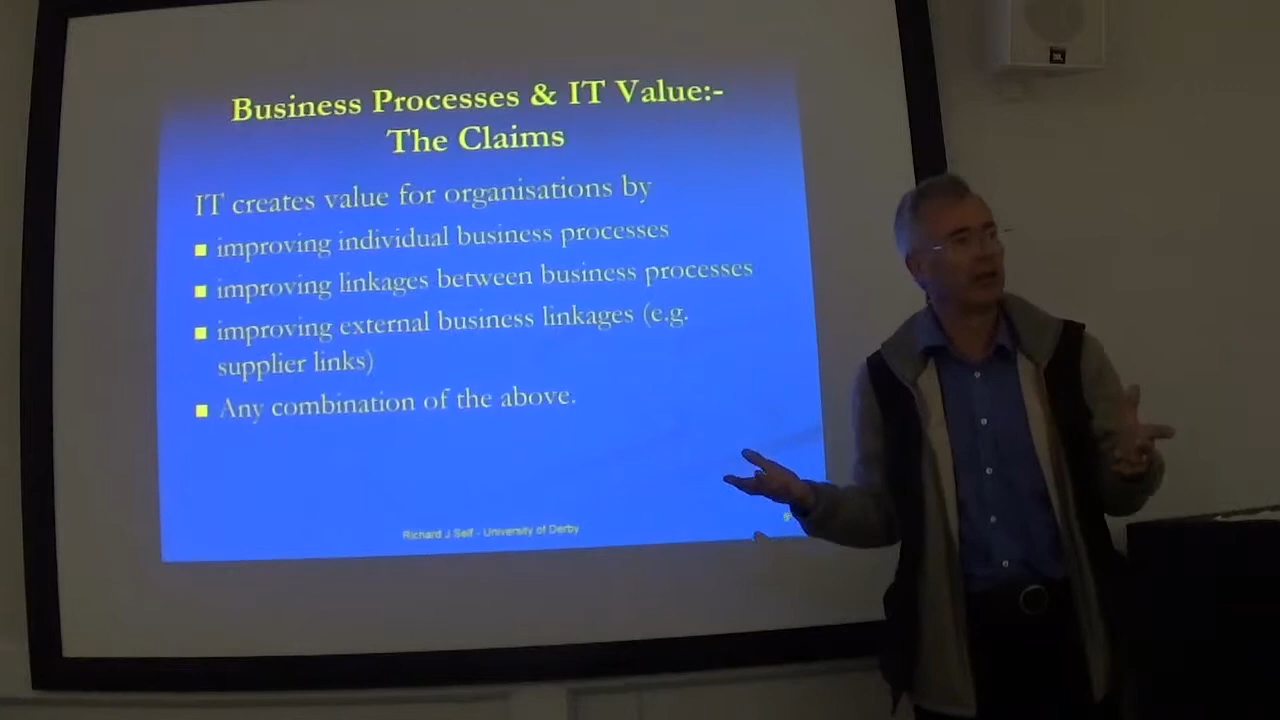 Business Processes & IT Value:-
The Claims
IT creates value for organisations by
improving individual business processes
improving linkages between business processes
improving external business linkages (e.g.
supplier links)
Any combination of the above.
Richard J Self - University of Derby
JBL